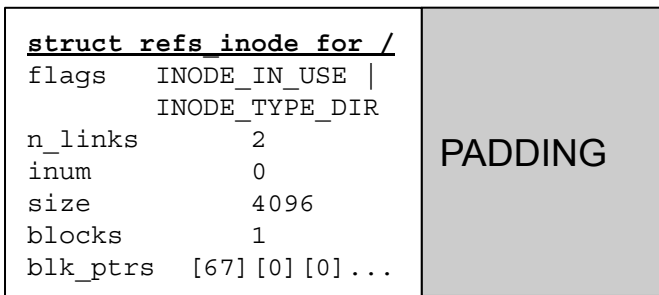 struct refs_inode for /
flags INODE_IN_USE |
INODE_TYPE_DIR
n_links 2
inum 0
size 4096
blocks 1
blk_ptrs [67][0][0]...
PADDING